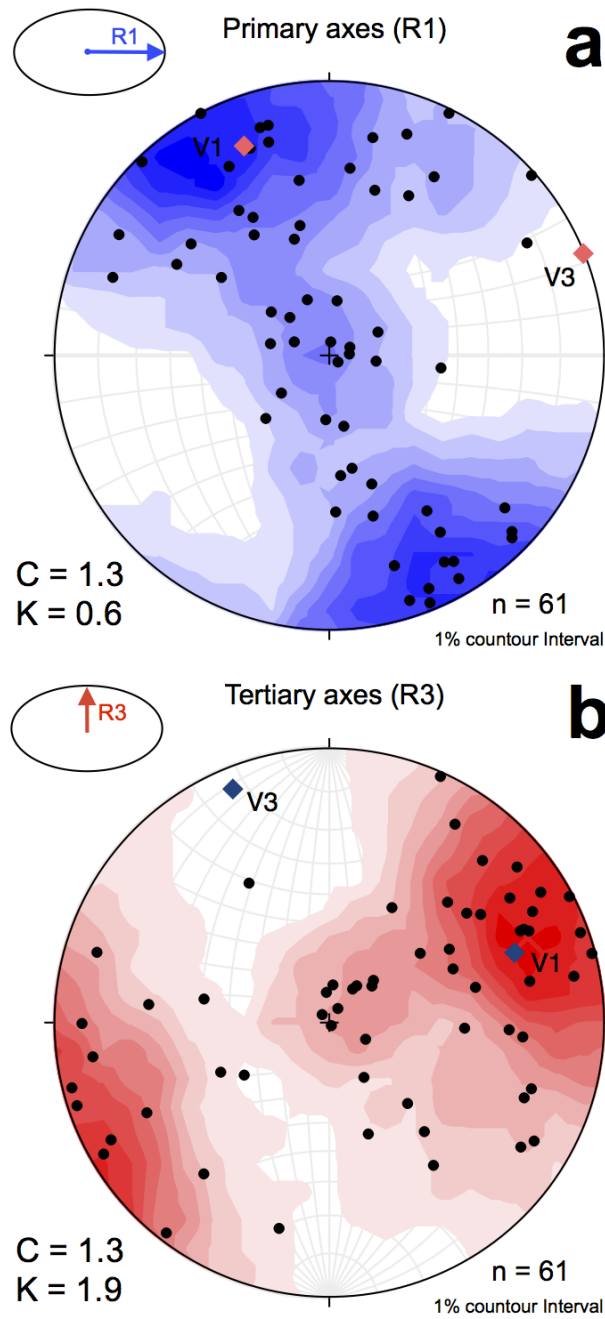 R1
Primary axes (R1)
a
V1
V3
C = 1.3
K = 0.6
n = 61
1% countour Interval
R3
Tertiary axes (R3)
b
V3
V1
C = 1.3
K = 1.9
n = 61
1% countour Interval